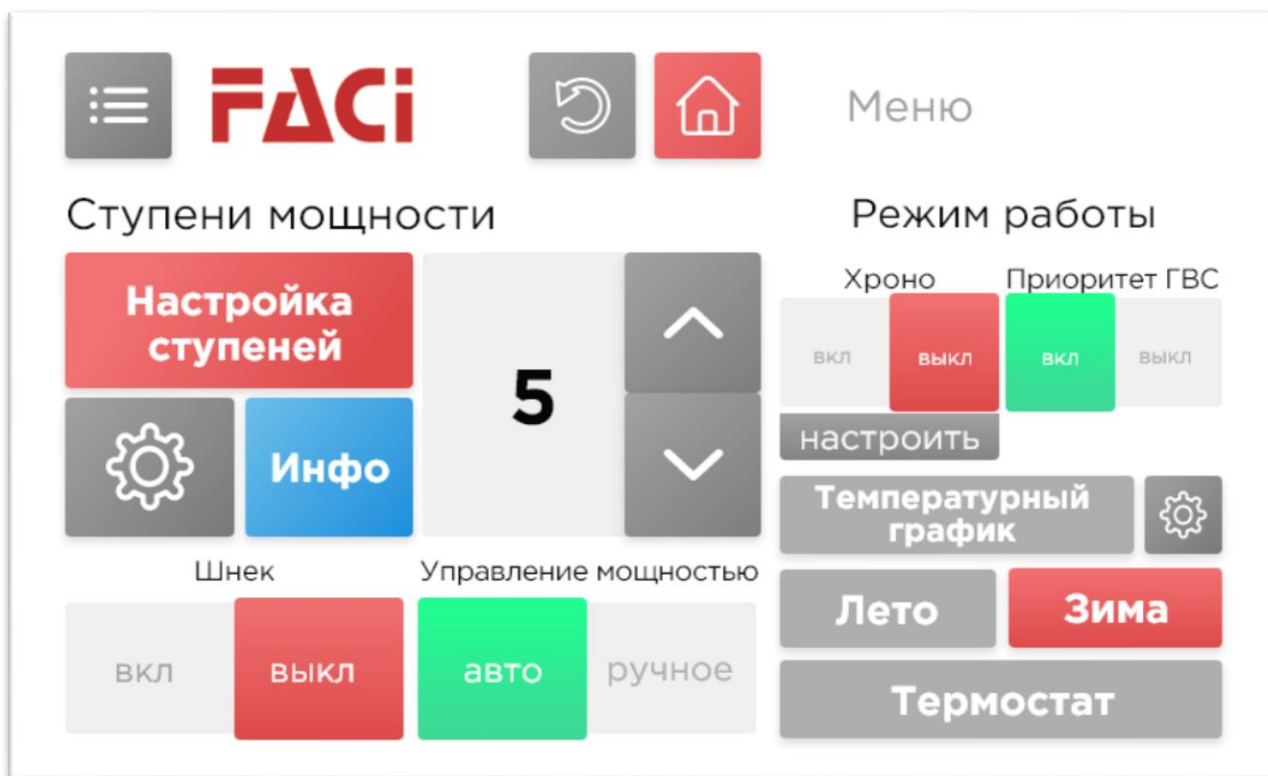 FACi
Меню
Ступени мощности
Настройка
ступеней
5
Инфо
Шнек
Управление мощностью
вкл
выкл
авто
ручное
Режим работы
Хроно
Приоритет ГВС
вкл
выкл
вкл
выкл
настроить
Температурный
график
Лето
Зима
Термостат